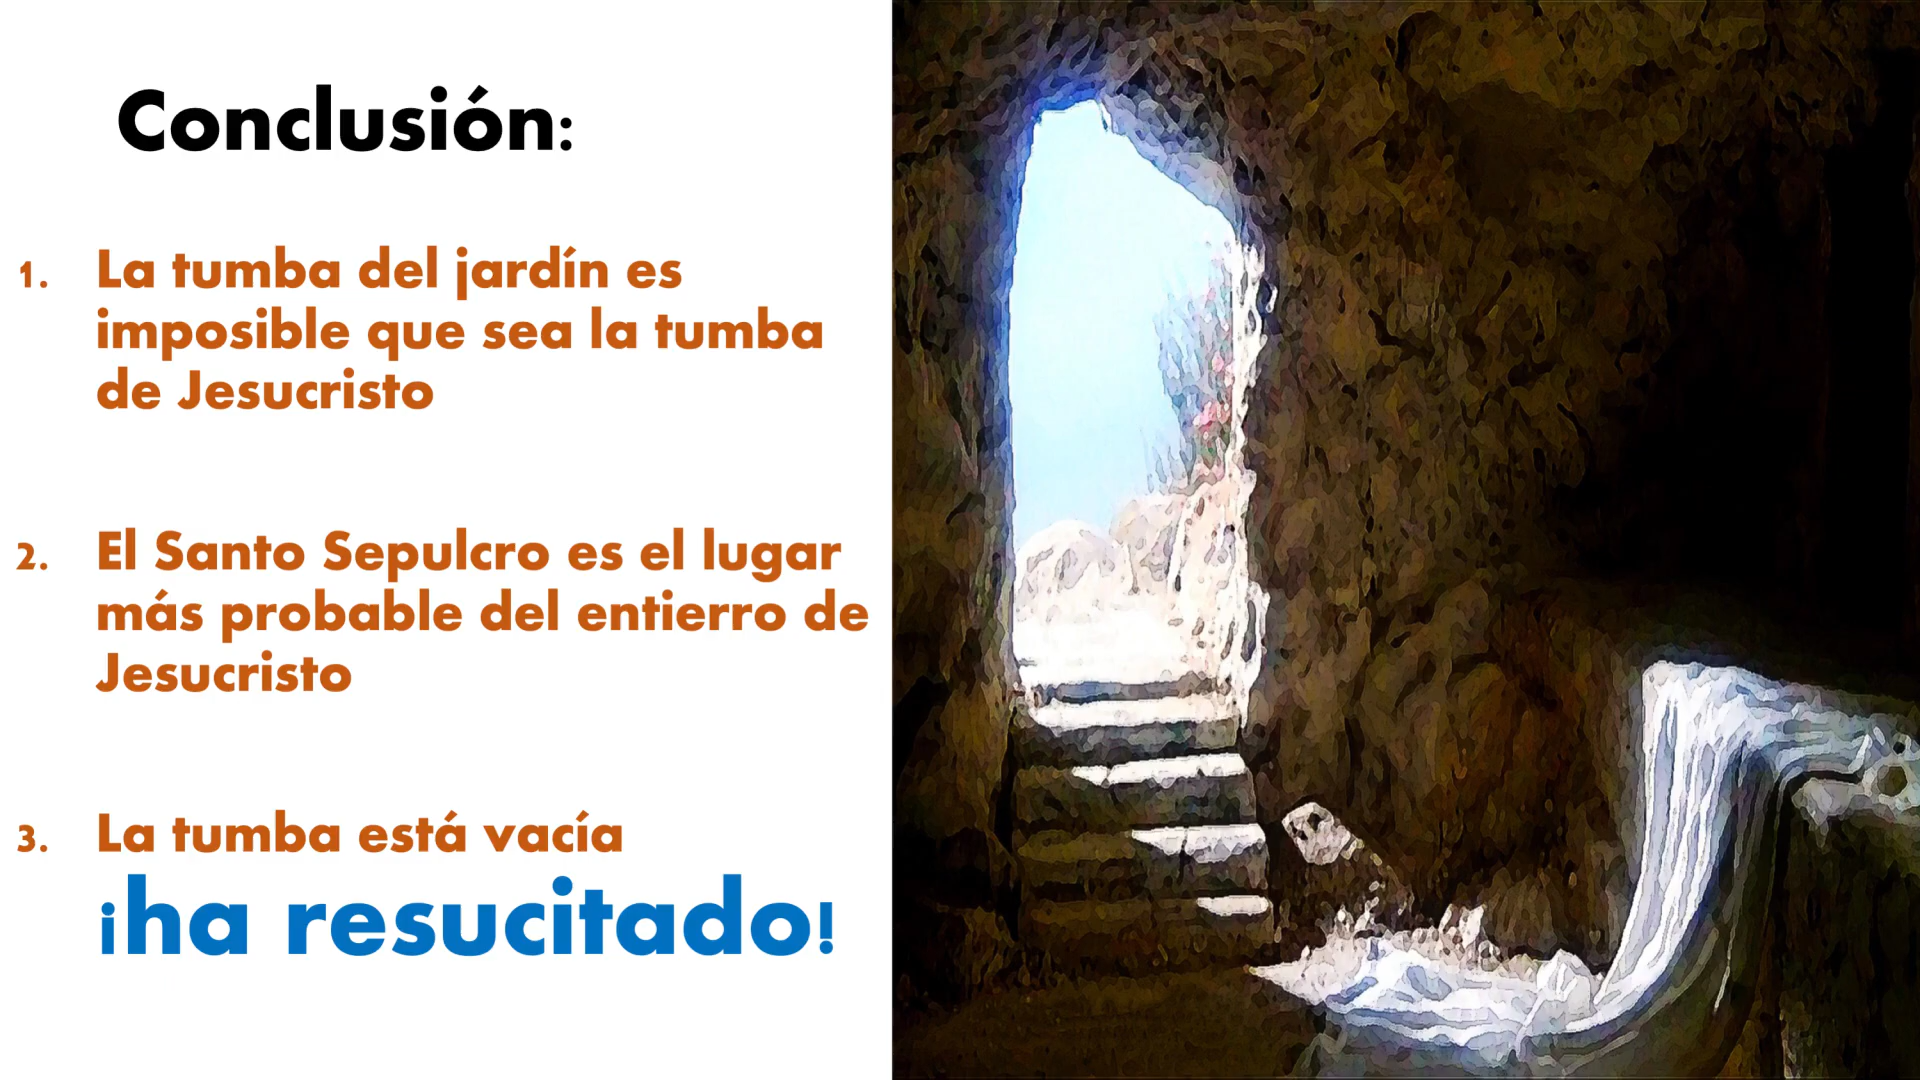 Conclusión:
1. La tumba del jardín es
imposible que sea la tumba
de Jesucristo
2. El Santo Sepulcro es el lugar
más probable del entierro de
Jesucristo
3. La tumba está vacía
¡ha resucitado!